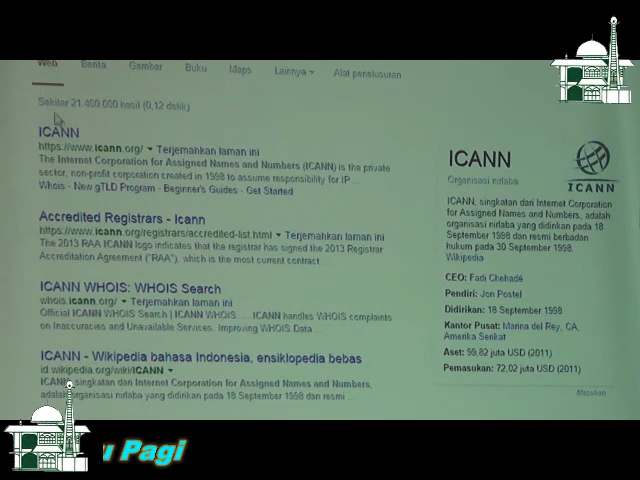 Web Berita Gambar Buku Maps Lainnya Alat penelusuran
Sekitar 21.400.000 hasil (0,12 detik)
ICANN
https://www.icann.org/ Terjemahkan laman ini
The Internet Corporation for Assigned Names and Numbers (ICANN) is the private
sector, non-profit corporation created in 1998 to assume responsibility for IP ...
Whois - New gTLD Program - Beginner's Guides - Get Started
Accredited Registrars - Icann
https://www.icann.org/registrars/accredited-list.html Terjemahkan laman ini
The 2013 RAA ICANN logo indicates that the registrar has signed the 2013 Registrar
Accreditation Agreement ("RAA"), which is the most current contract
ICANN WHOIS: WHOIS Search
whois.icann.org/ Terjemahkan laman ini
Official ICANN WHOIS Search | ICANN WHOIS. ... ICANN handles WHOIS complaints
on Inaccuracies and Unavailable Services. Improving WHOIS Data ...
ICANN - Wikipedia bahasa Indonesia, ensiklopedia bebas
id.wikipedia.org/wiki/ICANN
ICANN, singkatan dari Internet Corporation for Assigned Names and Numbers,
adalah organisasi nirlaba yang didirikan pada 18 September 1998 dan resmi ...
ICANN
Organisasi nirlaba
ICANN
ICANN, singkatan dari Internet Corporation
for Assigned Names and Numbers, adalah
organisasi nirlaba yang didirikan pada 18
September 1998 dan resmi berbadan
hukum pada 30 September 1998.
Wikipedia
CEO: Fadi Chehadé
Pendiri: Jon Postel
Didirikan: 18 September 1998
Kantor Pusat: Marina del Rey, CA,
Amerika Serikat
Aset: 99,82 juta USD (2011)
Pemasukan: 72,02 juta USD (2011)
Masukan
u Pagi